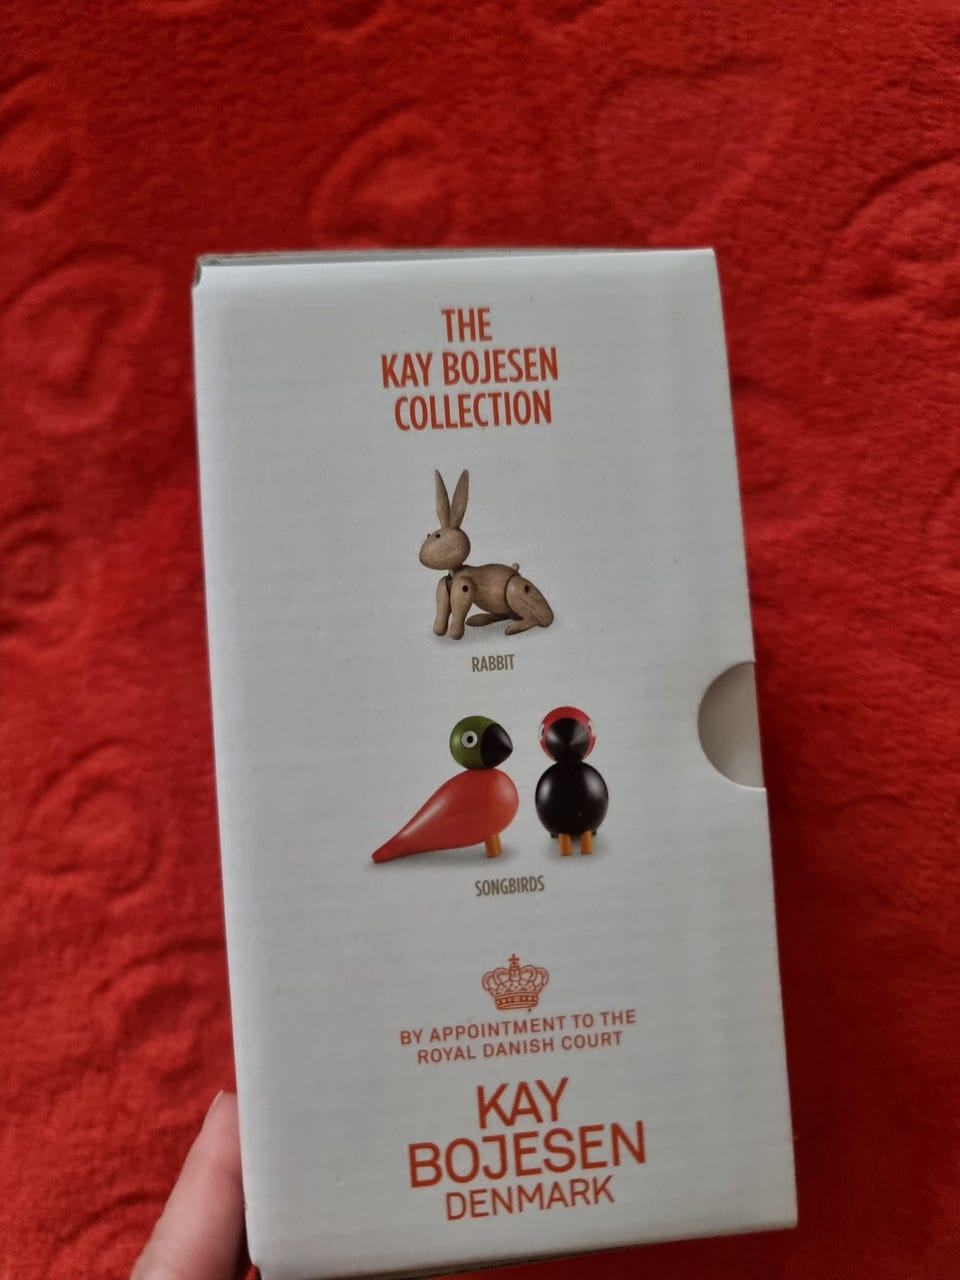 THE
KAY BOJESEN
COLLECTION
RABBIT
SONGBIRDS
BY APPOINTMENT TO THE
ROYAL DANISH COURT
KAY
BOJESEN
DENMARK